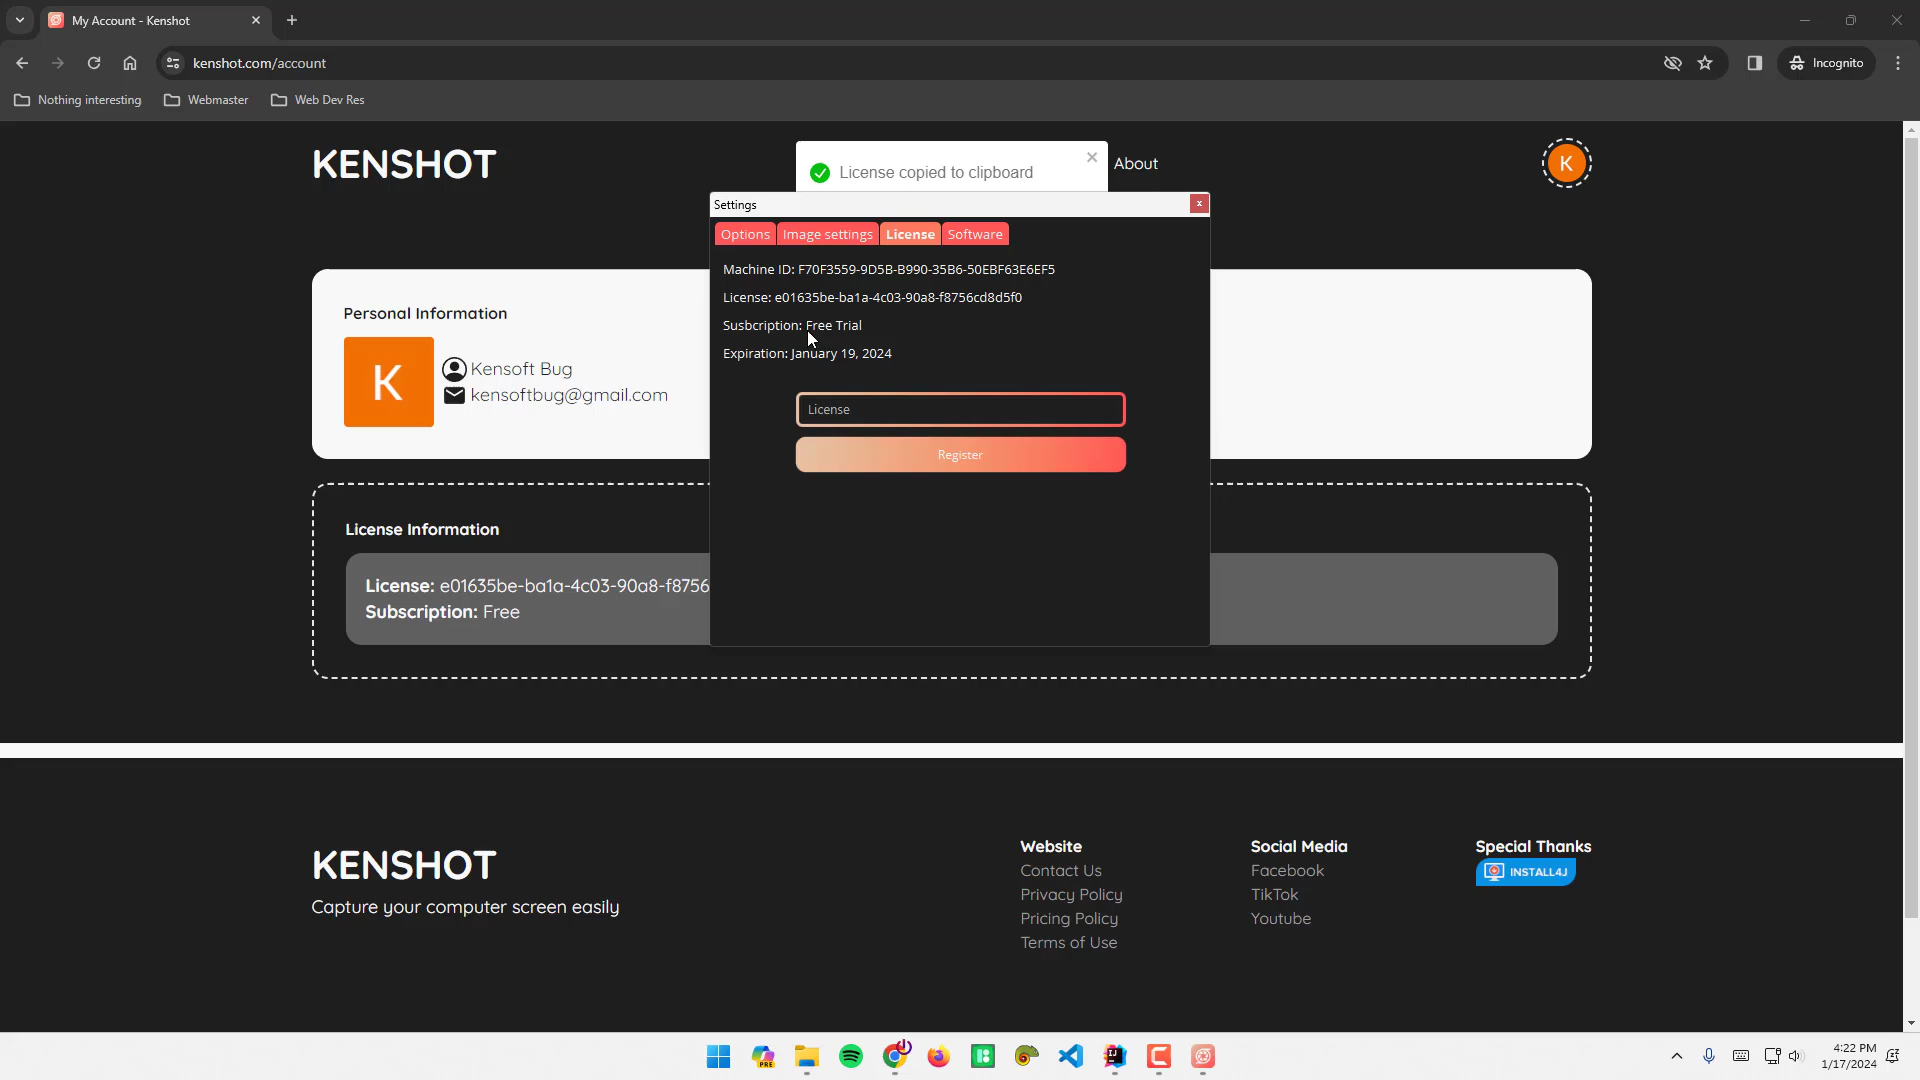 My Account - Kenshot
kenshot.com/account
Incognito
Nothing interesting
Webmaster
Web Dev Res
KENSHOT
License copied to clipboard
About
K
Settings
Options
Image settings
License
Software
Machine ID: F70F3559-9D5B-B990-35B6-50EBF63E6EF5
License: e01635be-ba1a-4c03-90a8-f8756cd8d5f0
Susbcription: Free Trial
Expiration: January 19, 2024
License
Register
Personal Information
K
Kensoft Bug
kensoftbug@gmail.com
License Information
License: e01635be-ba1a-4c03-90a8-f8756
Subscription: Free
KENSHOT
Capture your computer screen easily
Website
Contact Us
Privacy Policy
Pricing Policy
Terms of Use
Social Media
Facebook
TikTok
Youtube
Special Thanks
INSTALL4J
PRE
IJ
4:22 PM
1/17/2024